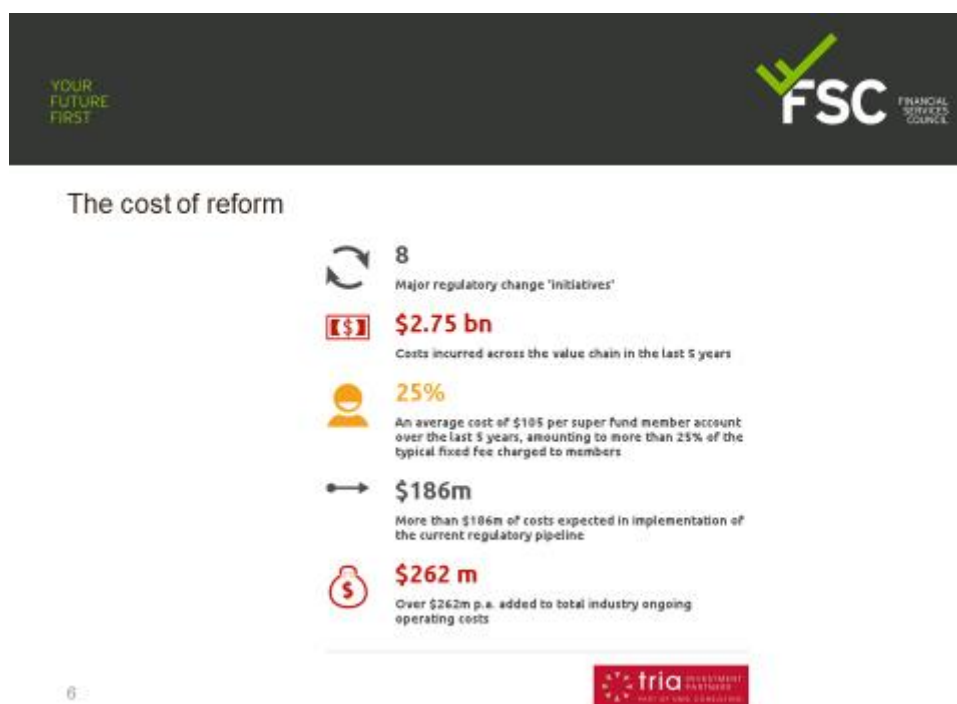 YOUR
FUTURE
FIRST
FSC
FINANCIAL
SERVICES
COUNCIL
The cost of reform
8
Major regulatory change 'initiatives'
$
$2.75 bn
Costs incurred across the value chain in the last 5 years
25%
An average cost of $105 per super fund member account
over the last 5 years, amounting to more than 25% of the
typical fixed fee charged to members
$186m
More than $186m of costs expected in implementation of
the current regulatory pipeline
$
$262 m
Over $262m p.a. added to total industry ongoing
operating costs
6
tria
INVESTMENT
PARTNERS